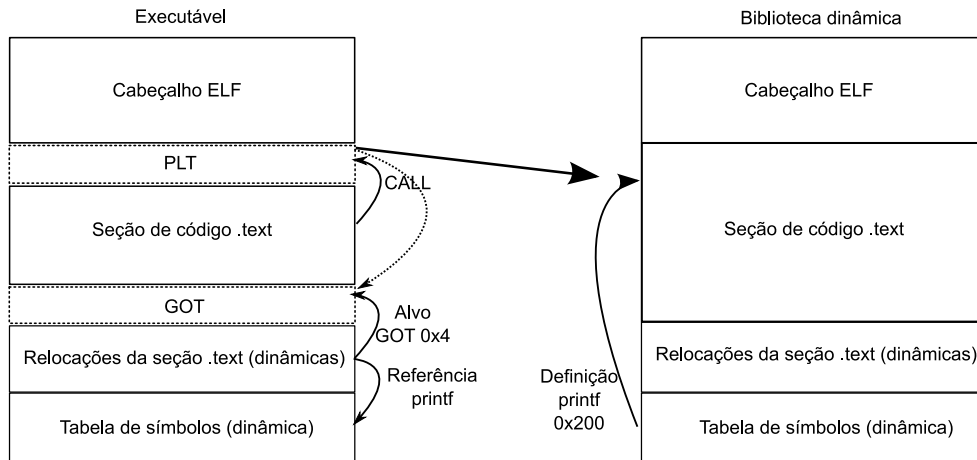 Executável
Cabeçalho ELF
PLT
CALL
Seção de código .text
GOT
Alvo
GOT 0x4
Relocações da seção .text (dinâmicas)
Referência
printf
Tabela de símbolos (dinâmica)
Biblioteca dinâmica
Cabeçalho ELF
Seção de código .text
Relocações da seção .text (dinâmicas)
Definição
printf
0x200
Tabela de símbolos (dinâmica)